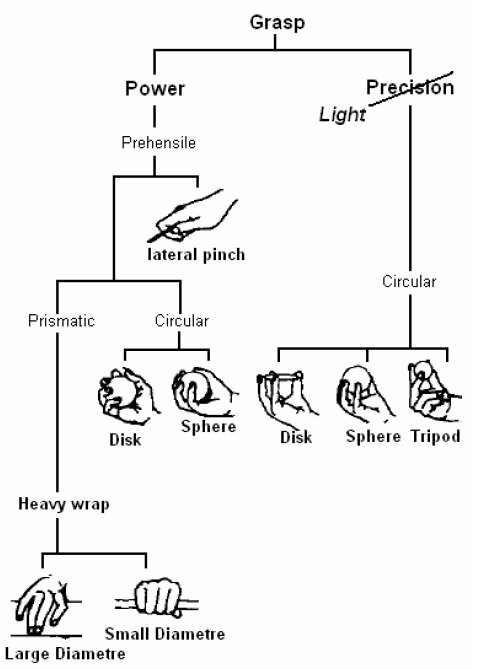 Grasp
Power
Precision
Light
Prehensile
lateral pinch
Circular
Prismatic
Circular
Disk
Sphere
Disk
Sphere
Tripod
Heavy wrap
Small Diametre
Large Diametre